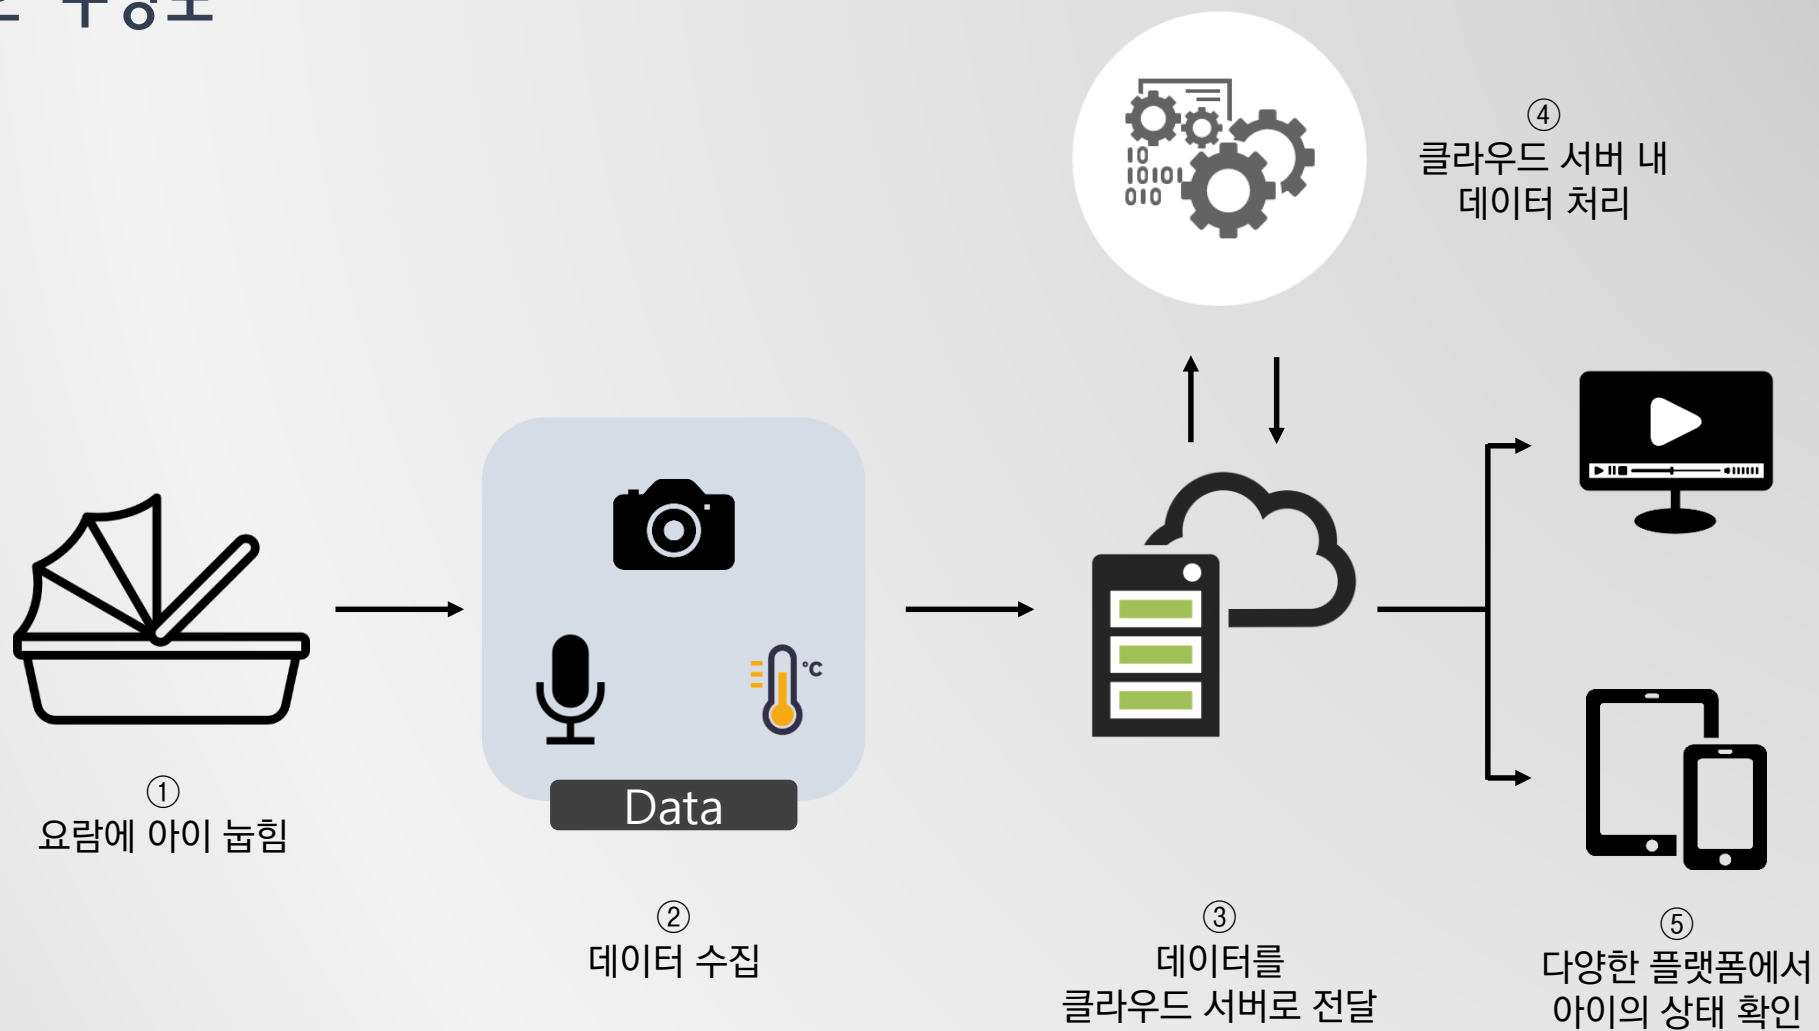 ④
클라우드 서버 내
데이터 처리
10
10101
010
°C
Data
①
요람에 아이 눕힘
②
데이터 수집
③
데이터를
클라우드 서버로 전달
⑤
다양한 플랫폼에서
아이의 상태 확인